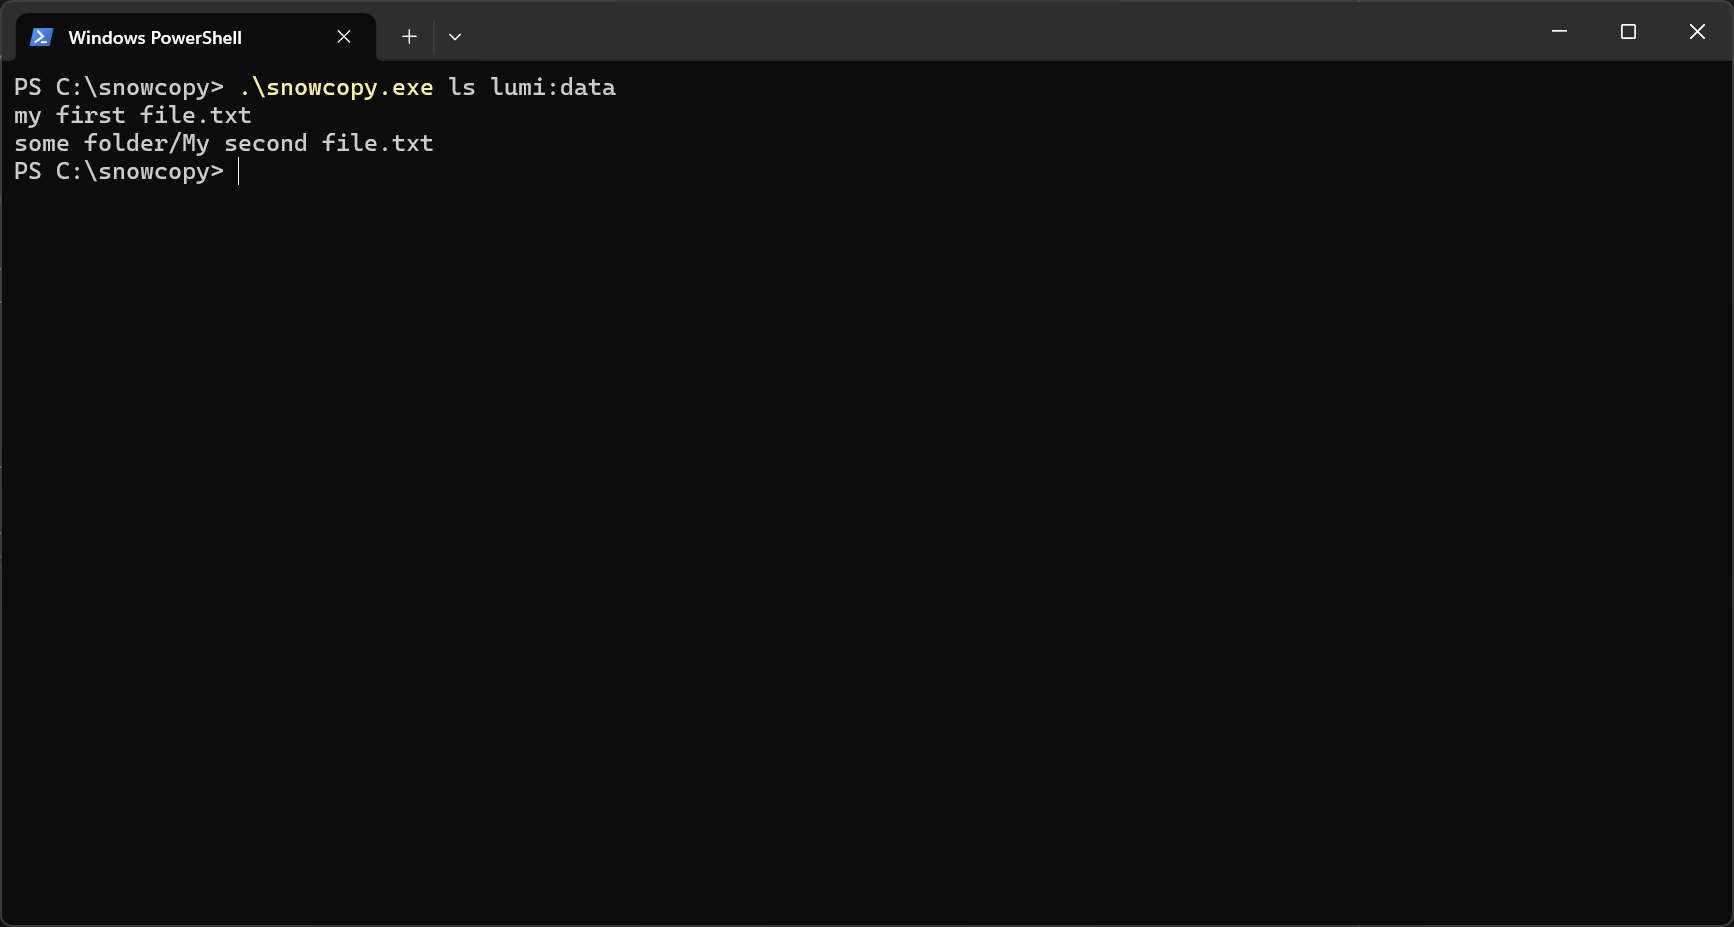 Windows PowerShell
PS C:\snowcopy> .\snowcopy.exe ls lumi:data
my first file.txt
some folder/My second file.txt
PS C:\snowcopy>